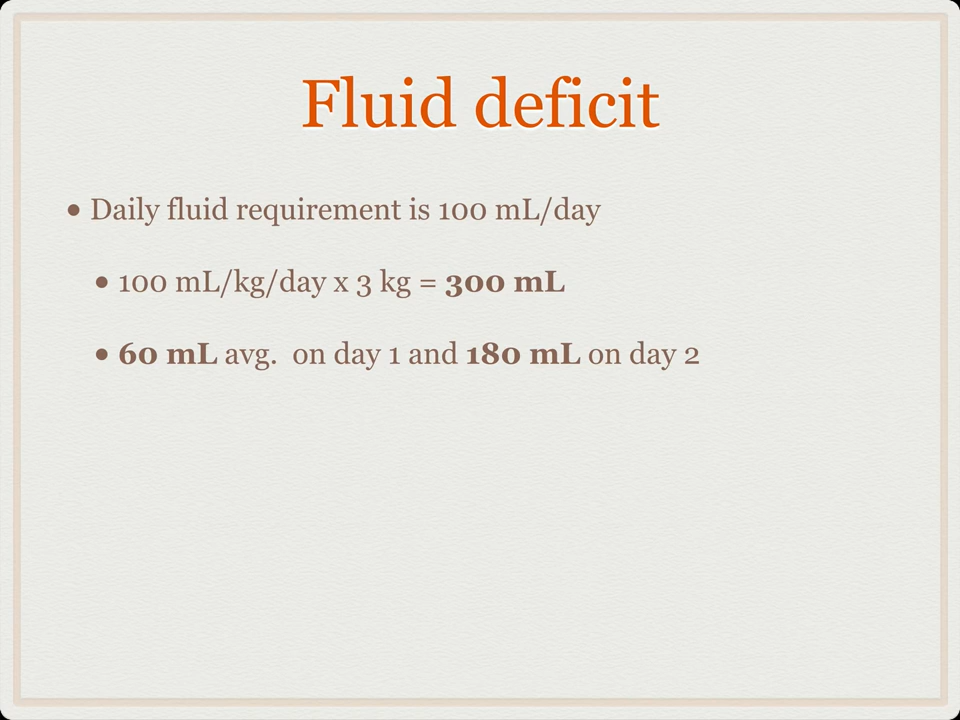 Fluid deficit
• Daily fluid requirement is 100 mL/day
• 100 mL/kg/day x 3 kg = 300 mL
• 60 mL avg.  on day 1 and 180 mL on day 2